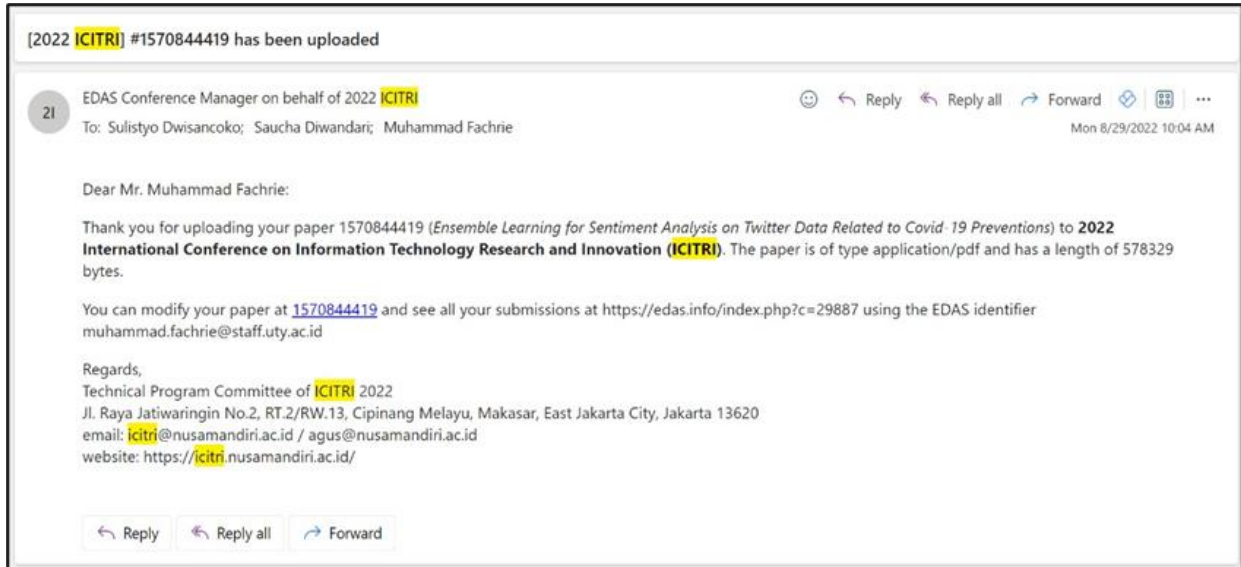 [2022 ICITRI] #1570844419 has been uploaded
21
EDAS Conference Manager on behalf of 2022 ICITRI
Reply Reply all Forward
To: Sulistyo Dwisancoko; Saucha Diwandari; Muhammad Fachrie
Mon 8/29/2022 10:04 AM
Dear Mr. Muhammad Fachrie:
Thank you for uploading your paper 1570844419 (Ensemble Learning for Sentiment Analysis on Twitter Data Related to Covid-19 Preventions) to 2022
International Conference on Information Technology Research and Innovation (ICITRI). The paper is of type application/pdf and has a length of 578329
bytes.
You can modify your paper at 1570844419 and see all your submissions at https://edas.info/index.php?c=29887 using the EDAS identifier
muhammad.fachrie@staff.uty.ac.id
Regards,
Technical Program Committee of ICITRI 2022
Jl. Raya Jatiwaringin No.2, RT.2/RW.13, Cipinang Melayu, Makasar, East Jakarta City, Jakarta 13620
email: icitri@nusamandiri.ac.id / agus@nusamandiri.ac.id
website: https://icitri.nusamandiri.ac.id/
Reply Reply all Forward